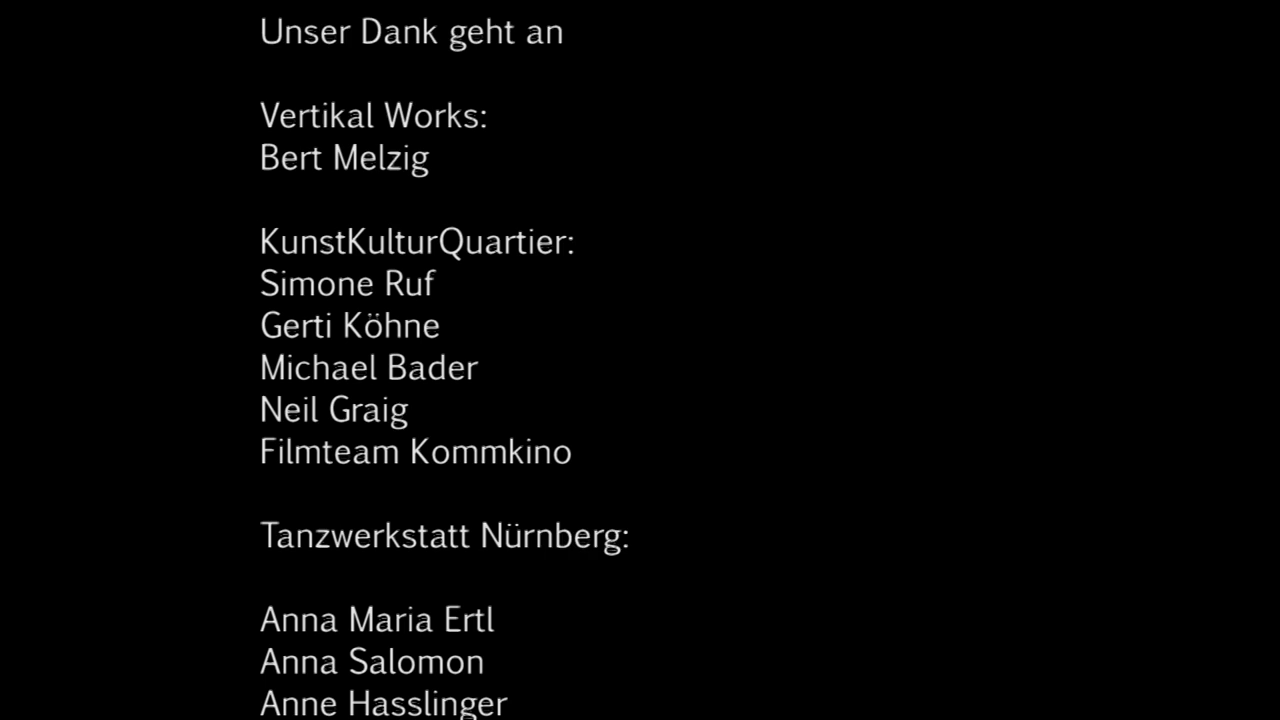 Unser Dank geht an
Vertikal Works:
Bert Melzig
KunstKulturQuartier:
Simone Ruf
Gerti Köhne
Michael Bader
Neil Graig
Filmteam Kommkino
Tanzwerkstatt Nürnberg:
Anna Maria Ertl
Anna Salomon
Anne Hasslinger